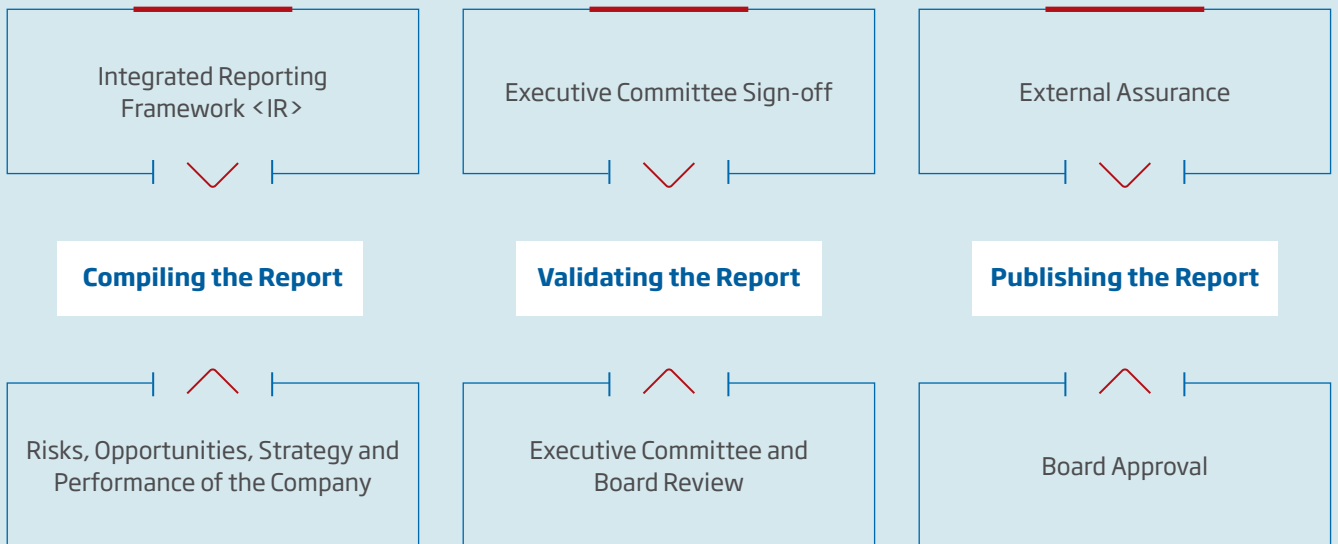 Integrated Reporting
Framework <IR>
Executive Committee Sign-off
External Assurance
Compiling the Report
Validating the Report
Publishing the Report
Risks, Opportunities, Strategy and
Performance of the Company
Executive Committee and
Board Review
Board Approval